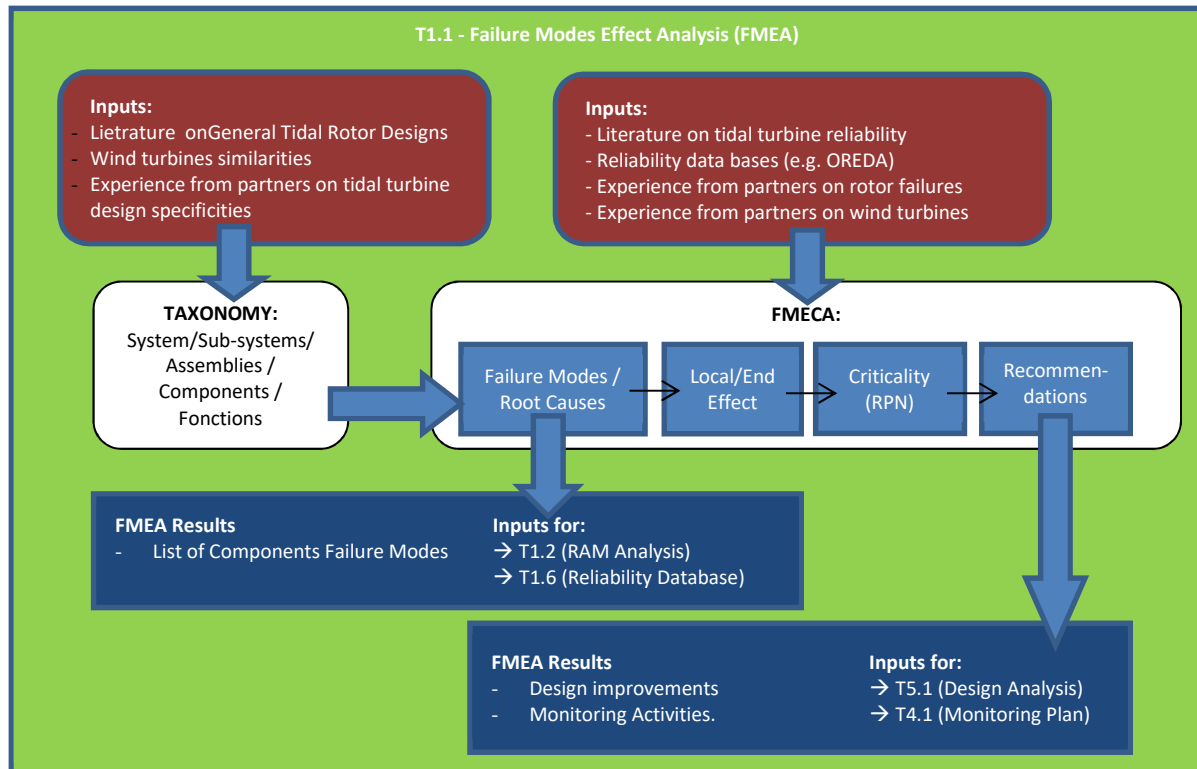 T1.1 - Failure Modes Effect Analysis (FMEA)
Inputs:
- Lietrature onGeneral Tidal Rotor Designs
- Wind turbines similarities
- Experience from partners on tidal turbine
design specificities
Inputs:
- Literature on tidal turbine reliability
- Reliability data bases (e.g. OREDA)
- Experience from partners on rotor failures
- Experience from partners on wind turbines
TAXONOMY:
System/Sub-systems/
Assemblies /
Components /
Fonctions
FMECA:
Failure Modes /
Root Causes
Local/End
Effect
Criticality
(RPN)
Recommen-
dations
FMEA Results
- List of Components Failure Modes
Inputs for:
→ T1.2 (RAM Analysis)
→ T1.6 (Reliability Database)
FMEA Results
- Design improvements
- Monitoring Activities.
Inputs for:
→ T5.1 (Design Analysis)
→ T4.1 (Monitoring Plan)